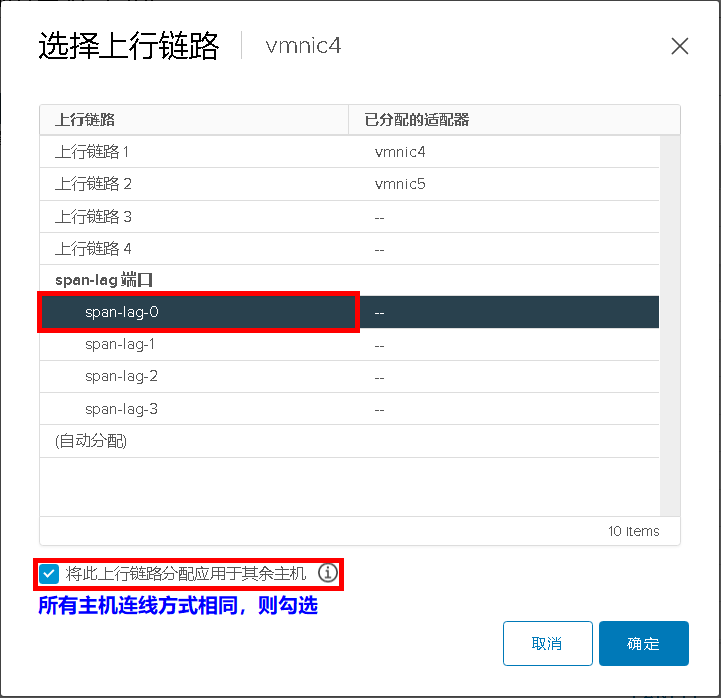 选择上行链路 vmnic4
上行链路 已分配的适配器
上行链路 1 vmnic4
上行链路 2 vmnic5
上行链路 3 --
上行链路 4 --
span-lag 端口
span-lag-0 --
span-lag-1 --
span-lag-2 --
span-lag-3 --
(自动分配)
10 items
将此上行链路分配应用于其余主机
所有主机连线方式相同，则勾选
取消 确定